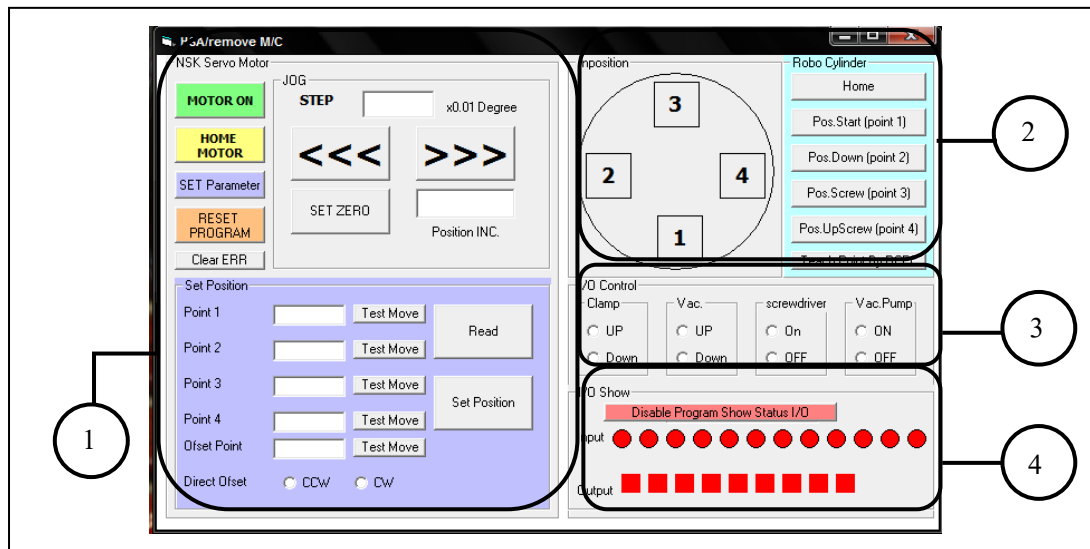 PSA/remove M/C
NSK Servo Motor
MOTOR ON
HOME
MOTOR
SET Parameter
RESET
PROGRAM
Clear ERR
JOG
STEP
x0.01 Degree
<<<
>>>
SET ZERO
Position INC.
Set Position
Point 1
Test Move
Point 2
Test Move
Point 3
Test Move
Point 4
Test Move
Ofset Point
Test Move
Read
Set Position
Direct Ofset
CCW
CW
3
2
4
1
Robo Cylinder
Home
Pos.Start (point 1)
Pos.Down (point 2)
Pos.Screw (point 3)
Pos.UpScrew (point 4)
I/O Control
Clamp
UP
Down
Vac.
UP
Down
screwdriver
On
OFF
Vac.Pump
ON
OFF
I/O Show
Disable Program Show Status I/O
Input
Output
1
2
3
4